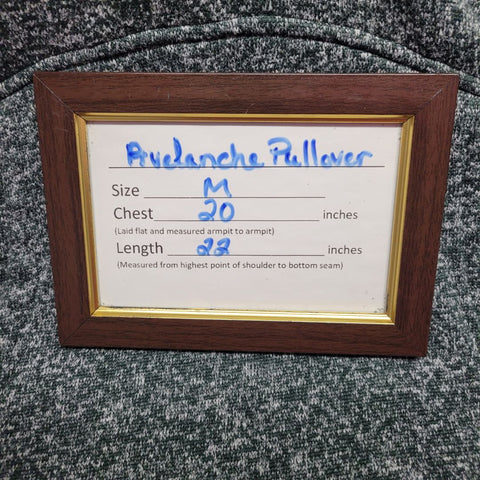 Avelanche Pullover
Size M
Chest 20 inches
(Laid flat and measured armpit to armpit)
Length 22 inches
(Measured from highest point of shoulder to bottom seam)